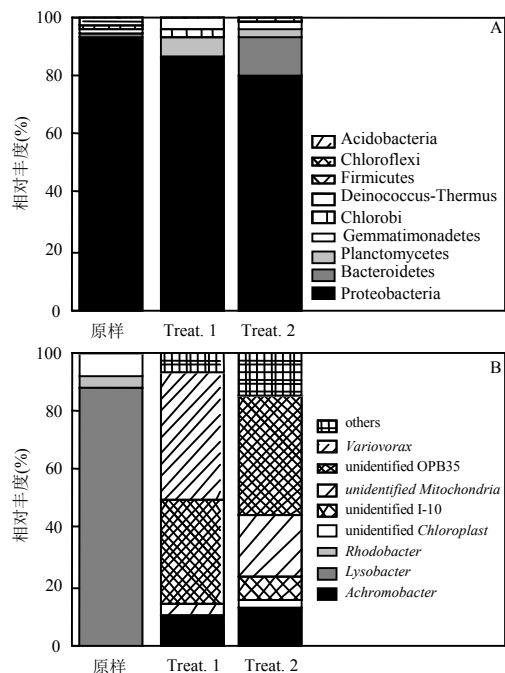 A
100
80
60
40
20
0
相对丰度(%)
Acidobacteria
Chloroflexi
Firmicutes
Deinococcus-Thermus
Chlorobi
Gemmatimonadetes
Planctomycetes
Bacteroidetes
Proteobacteria
原样 Treat. 1 Treat. 2
B
100
80
60
40
20
0
相对丰度(%)
others
Variovorax
unidentified OPB35
unidentified Mitochondria
unidentified I-10
unidentified Chloroplast
Rhodobacter
Lysobacter
Achromobacter
原样 Treat. 1 Treat. 2